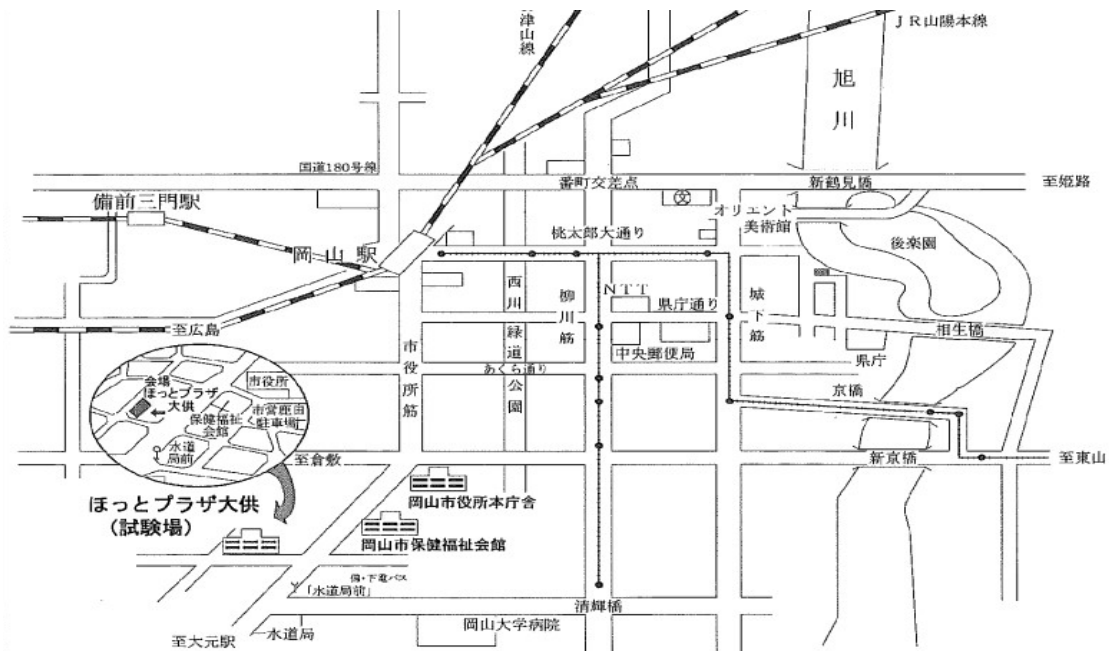 津山線
JR山陽本線
旭川
国道180号線
番町交差点
新鶴見橋
至姫路
備前三門駅
オリエント
美術館
岡山駅
桃太郎大通り
後楽園
西川
緑道
公園
柳川筋
NTT
県庁通り
城下筋
至広島
相生橋
市役所筋
中央郵便局
県庁
あくら通り
会場
ほっとプラザ
大供
市役所
保健福祉
会館
市営鹿田
駐車場
水道
局前
京橋
至倉敷
新京橋
至東山
ほっとプラザ大供
(試験場)
岡山市役所本庁舎
岡山市保健福祉会館
備・下電バス
「水道局前」
清輝橋
岡山大学病院
水道局
至大元駅